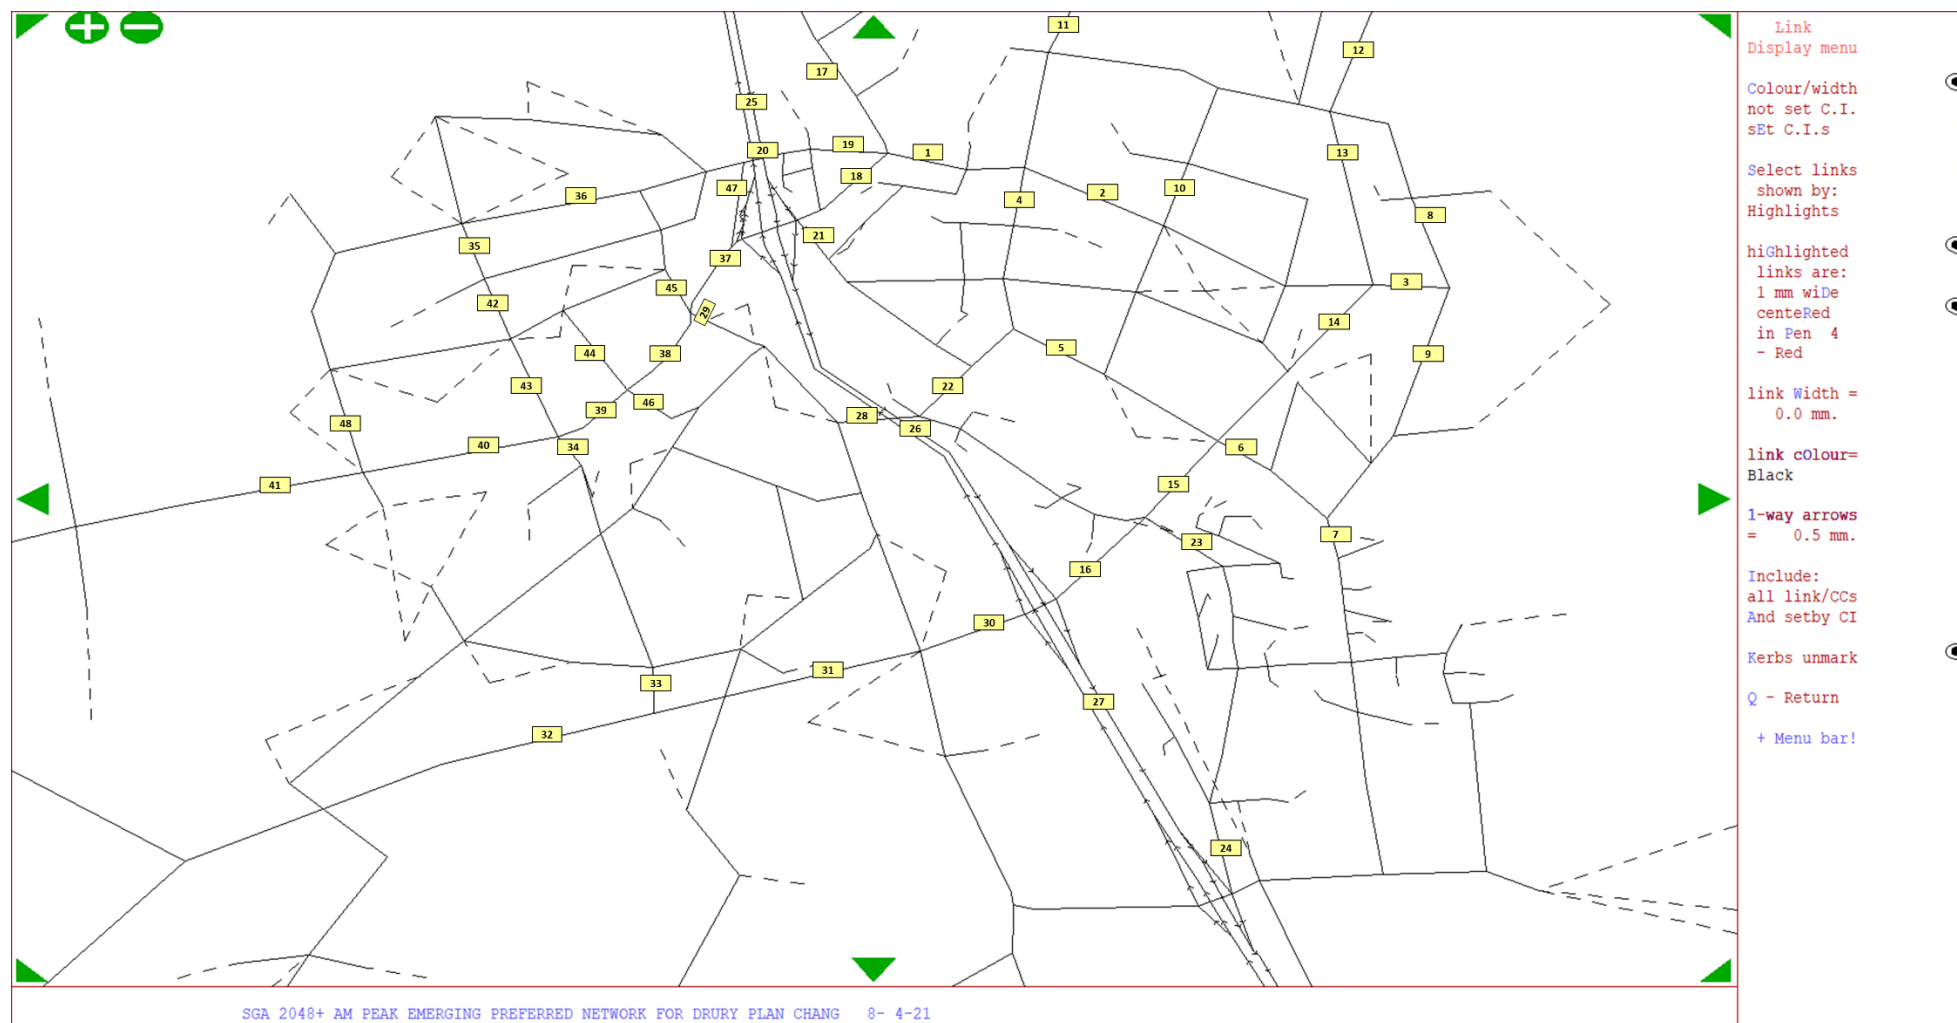 11
12
17
25
20
19
1
13
18
47
36
2
10
4
8
21
35
37
3
45
42
29
14
5
44
38
9
43
22
46
39
28
48
26
40
34
6
41
15
7
23
16
30
31
33
27
32
24
SGA 2048+ AM PEAK EMERGING PREFERRED NETWORK FOR DRURY PLAN CHANG 8- 4-21
Link
Display menu
Colour/width
not set C.I.
sEt C.I.s
Select links
shown by:
Highlights
hiGhlighted
links are:
1 mm wiDe
centeRed
in Pen 4
- Red
link Width =
0.0 mm.
link cOlour=
Black
1-way arrows
= 0.5 mm.
Include:
all link/CCs
And setby CI
Kerbs unmark
Q - Return
+ Menu bar!